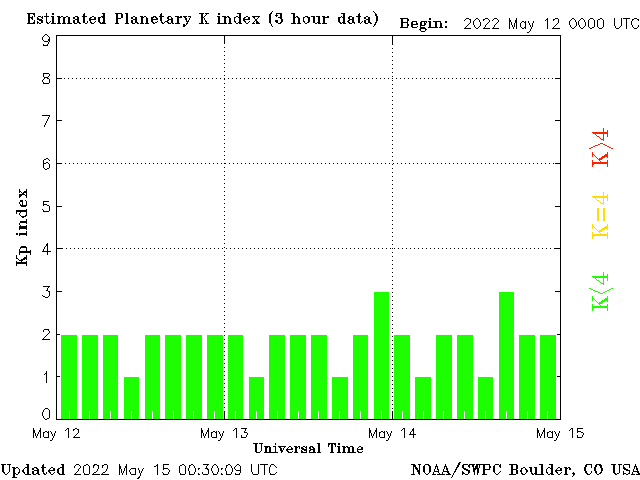 Estimated Planetary K index (3 hour data)
Begin: 2022 May 12 0000 UTC
9
8
7
6
5
4
3
2
1
0
Kp index
K>4
K=4
K<4
May 12
May 13
May 14
May 15
Universal Time
Updated 2022 May 15 00:30:09 UTC
NOAA/SWPC Boulder, CO USA